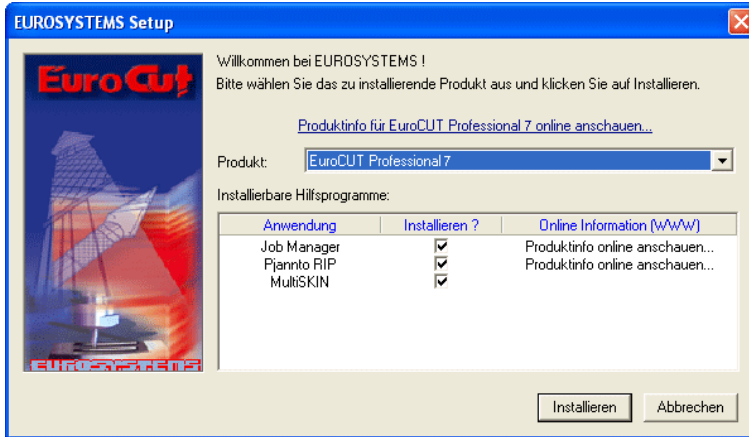 EUROSYSTEMS Setup
EuroCut
Willkommen bei EUROSYSTEMS !
Bitte wählen Sie das zu installierende Produkt aus und klicken Sie auf Installieren.
Produktinfo für EuroCUT Professional 7 online anschauen...
Produkt: EuroCUT Professional 7
Installierbare Hilfsprogramme:
Anwendung Installieren ? Online Information (WWW)
Job Manager Produktinfo online anschauen...
Pjannto RIP Produktinfo online anschauen...
MultiSKIN
EUROSYSTEMS
Installieren Abbrechen